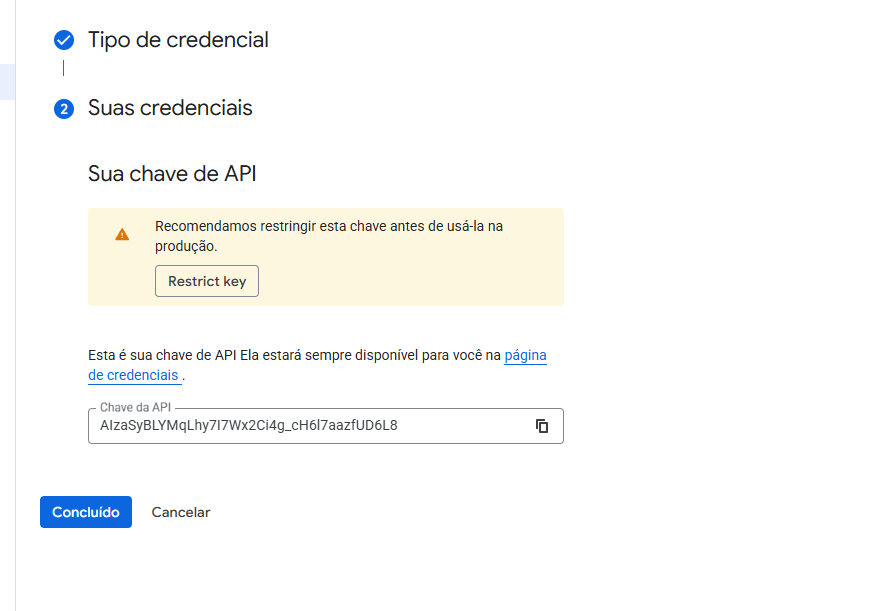 Tipo de credencial
2 Suas credenciais
Sua chave de API
Recomendamos restringir esta chave antes de usá-la na
produção.
Restrict key
Esta é sua chave de API Ela estará sempre disponível para você na página
de credenciais .
Chave da API
AIzaSyBLYMqLhy7I7Wx2Ci4g_cH6l7aazfUD6L8
Concluído Cancelar